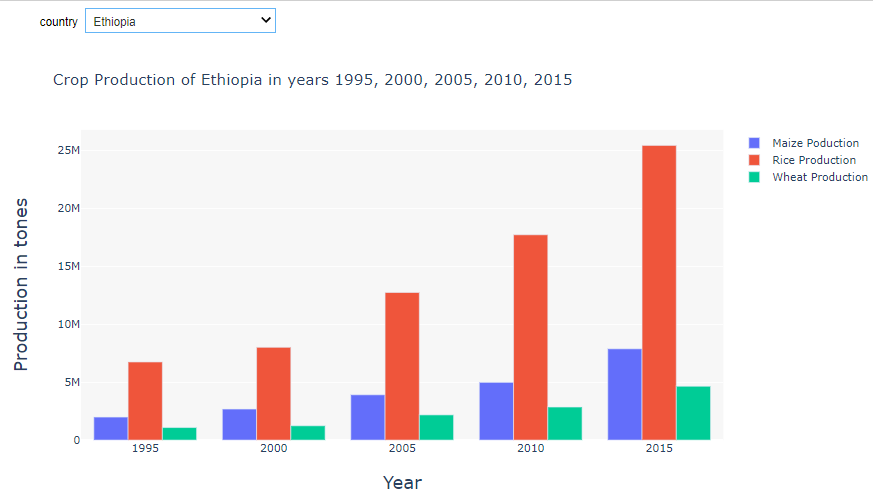 country Ethiopia
Crop Production of Ethiopia in years 1995, 2000, 2005, 2010, 2015
Maize Poduction
Rice Production
Wheat Production
Production in tones
25M
20M
15M
10M
5M
0
1995 2000 2005 2010 2015
Year